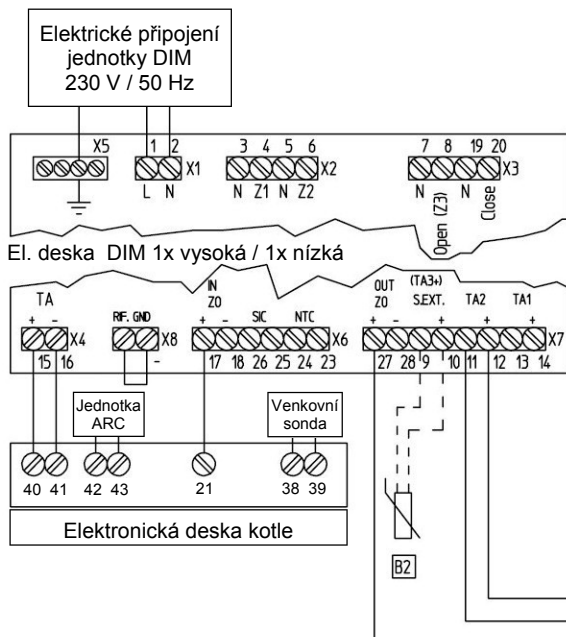 Elektrické připojení
jednotky DIM
230 V / 50 Hz
X5 1 2 3 4 5 6 7 8 19 20
X1 X2 X3
L N N Z1 N Z2 N Open (Z3) N Close
El. deska DIM 1x vysoká / 1x nízká
TA IN Z0 OUT Z0 (TA3+)
RIF. GND SIC NTC S.EXT. TA2 TA1
+ - + - + - + + +
X4 X8 X6 X7
15 16 - 17 18 26 25 24 23 27 28 9 10 11 12 13 14
Jednotka
ARC
Venkovní
sonda
40 41 42 43 21 38 39
Elektronická deska kotle
B2